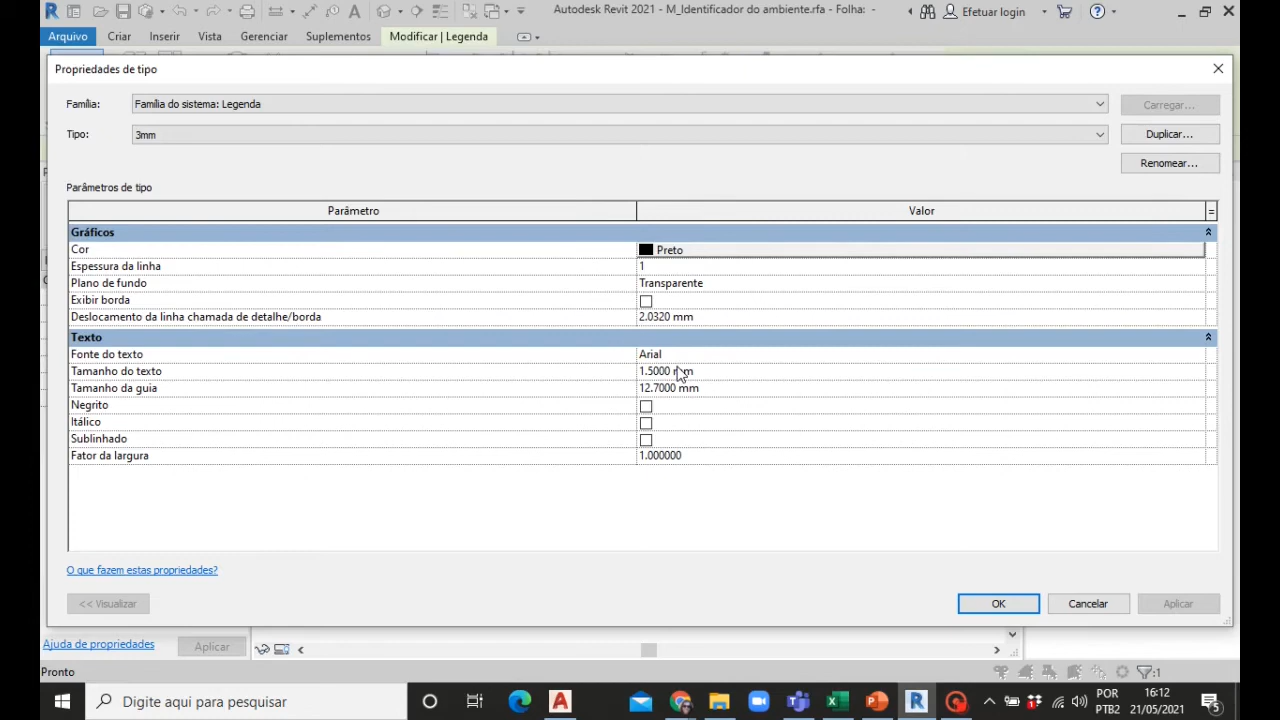 Autodesk Revit 2021 - M_Identificador do ambiente.rfa - Folha: -
Efetuar login
Arquivo Criar Inserir Vista Gerenciar Suplementos Modificar | Legenda
Propriedades de tipo
Família: Família do sistema: Legenda Carregar...
Tipo: 3mm Duplicar...
Renomear...
Parâmetros de tipo
Parâmetro Valor =
Gráficos
Cor Preto
Espessura da linha 1
Plano de fundo Transparente
Exibir borda
Deslocamento da linha chamada de detalhe/borda 2.0320 mm
Texto
Fonte do texto Arial
Tamanho do texto 1.5000 mm
Tamanho da guia 12.7000 mm
Negrito
Itálico
Sublinhado
Fator da largura 1.000000
O que fazem estas propriedades?
<< Visualizar OK Cancelar Aplicar
Ajuda de propriedades Aplicar
Pronto :1
Digite aqui para pesquisar
POR 16:12
PTB2 21/05/2021 5